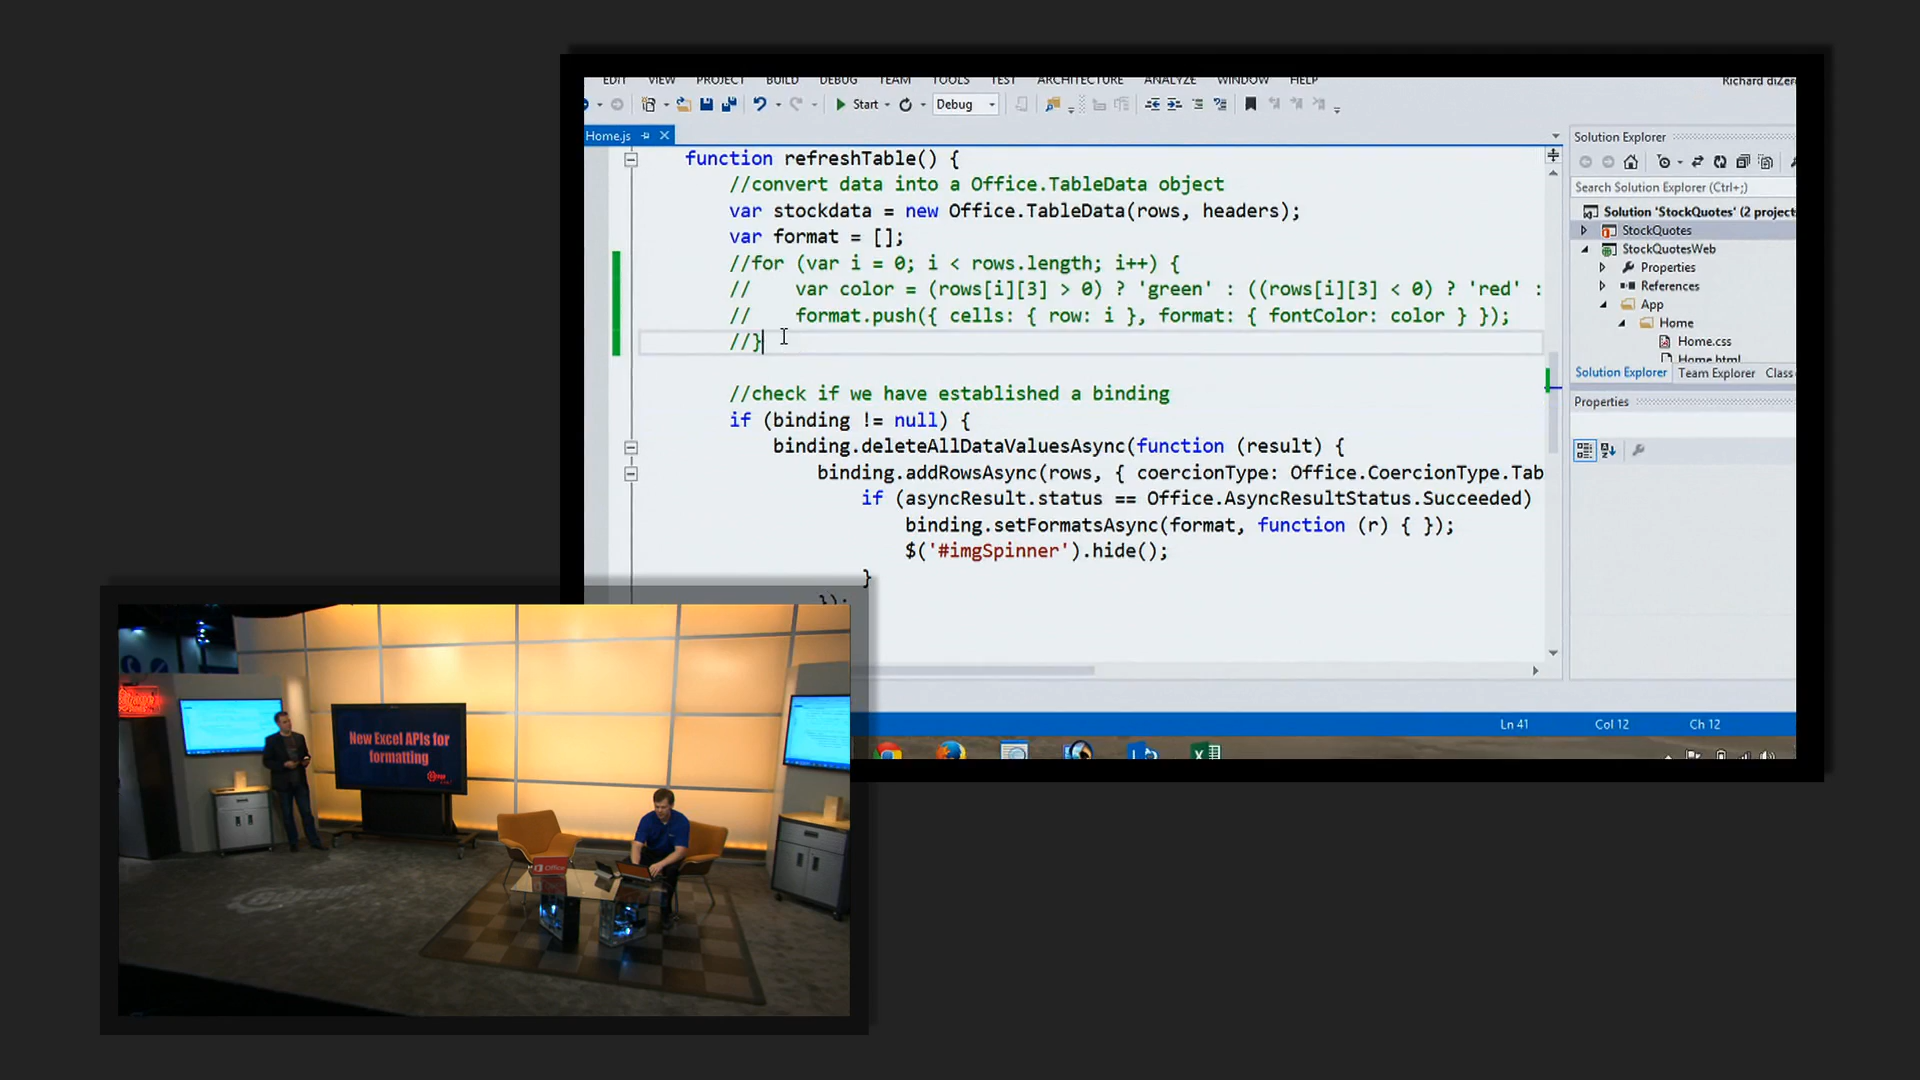 EDIT VIEW PROJECT BUILD DEBUG TEAM TOOLS TEST ARCHITECTURE ANALYZE WINDOW HELP
Richard diZer
Start
Debug
Home.js
function refreshTable() {
//convert data into a Office.TableData object
var stockdata = new Office.TableData(rows, headers);
var format = [];
//for (var i = 0; i < rows.length; i++) {
// var color = (rows[i][3] > 0) ? 'green' : ((rows[i][3] < 0) ? 'red' :
// format.push({ cells: { row: i }, format: { fontColor: color } });
//}
//check if we have established a binding
if (binding != null) {
binding.deleteAllDataValuesAsync(function (result) {
binding.addRowsAsync(rows, { coercionType: Office.CoercionType.Tab
if (asyncResult.status == Office.AsyncResultStatus.Succeeded)
binding.setFormatsAsync(format, function (r) { });
$('#imgSpinner').hide();
}
});
Solution Explorer
Search Solution Explorer (Ctrl+;)
Solution 'StockQuotes' (2 project
StockQuotes
StockQuotesWeb
Properties
References
App
Home
Home.css
Home.html
Solution Explorer Team Explorer Class
Properties
Ln 41 Col 12 Ch 12
New Excel APIs for
formatting
Office